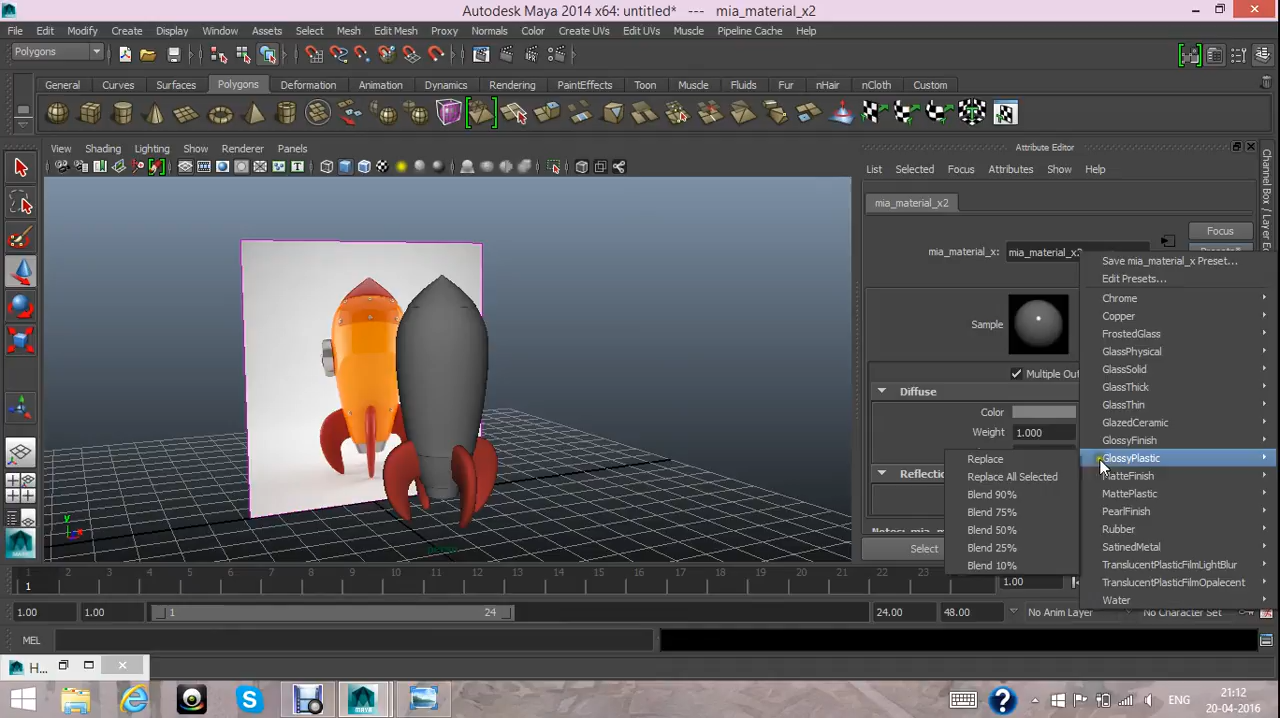 Autodesk Maya 2014 x64: untitled*   ---   mia_material_x2
File Edit Modify Create Display Window Assets Select Mesh Edit Mesh Proxy Normals Color Create UVs Edit UVs Muscle Pipeline Cache Help
Polygons
General Curves Surfaces Polygons Deformation Animation Dynamics Rendering PaintEffects Toon Muscle Fluids Fur nHair nCloth Custom
View Shading Lighting Show Renderer Panels
Attribute Editor
List Selected Focus Attributes Show Help
mia_material_x2
Focus
mia_material_x: mia_material_x2
Save mia_material_x Preset...
Edit Presets...
Chrome
Copper
FrostedGlass
GlassPhysical
GlassSolid
GlassThick
GlassThin
GlazedCeramic
GlossyFinish
GlossyPlastic
MatteFinish
MattePlastic
PearlFinish
Rubber
SatinedMetal
TranslucentPlasticFilmLightBlur
TranslucentPlasticFilmOpalecent
Water
Sample
Multiple Out
Diffuse
Color
Weight 1.000
Reflectio
Replace
Replace All Selected
Blend 90%
Blend 75%
Blend 50%
Blend 25%
Blend 10%
Select
Channel Box / Layer E
y
1 2 3 4 5 6 7 8 9 10 11 12 13 14 15 16 17 18 19 20 21 22 23 24
1
1.00
1.00 1.00 1 24 24.00 48.00 No Anim Layer No Character Set
MEL
H...
ENG
21:12
20-04-2016